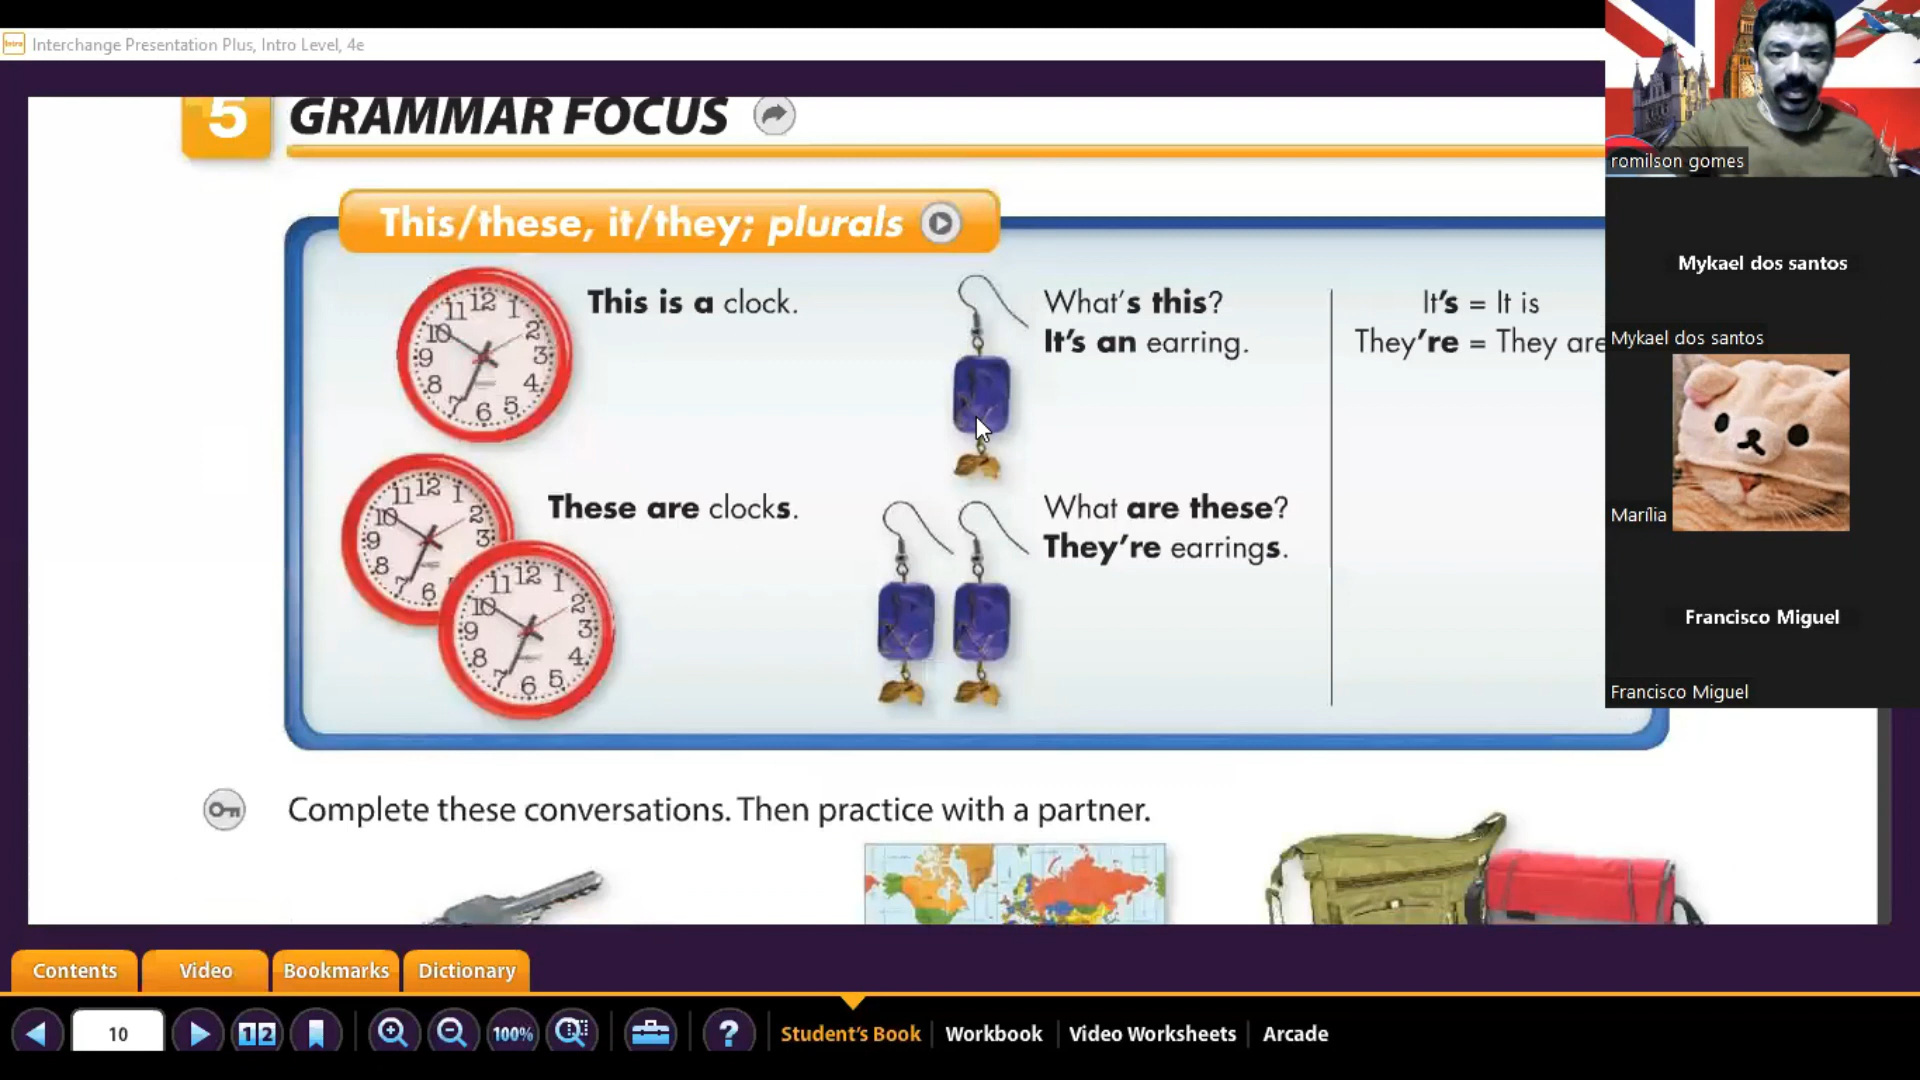 Interchange Presentation Plus, Intro Level, 4e
5 GRAMMAR FOCUS
This/these, it/they; plurals
This is a clock.
What's this?
It's an earring.
It's = It is
They're = They are
These are clocks.
What are these?
They're earrings.
Complete these conversations. Then practice with a partner.
romilson gomes
Mykael dos santos
Mykael dos santos
Marília
Francisco Miguel
Francisco Miguel
Contents Video Bookmarks Dictionary
10 12 100% ? Student's Book Workbook Video Worksheets Arcade